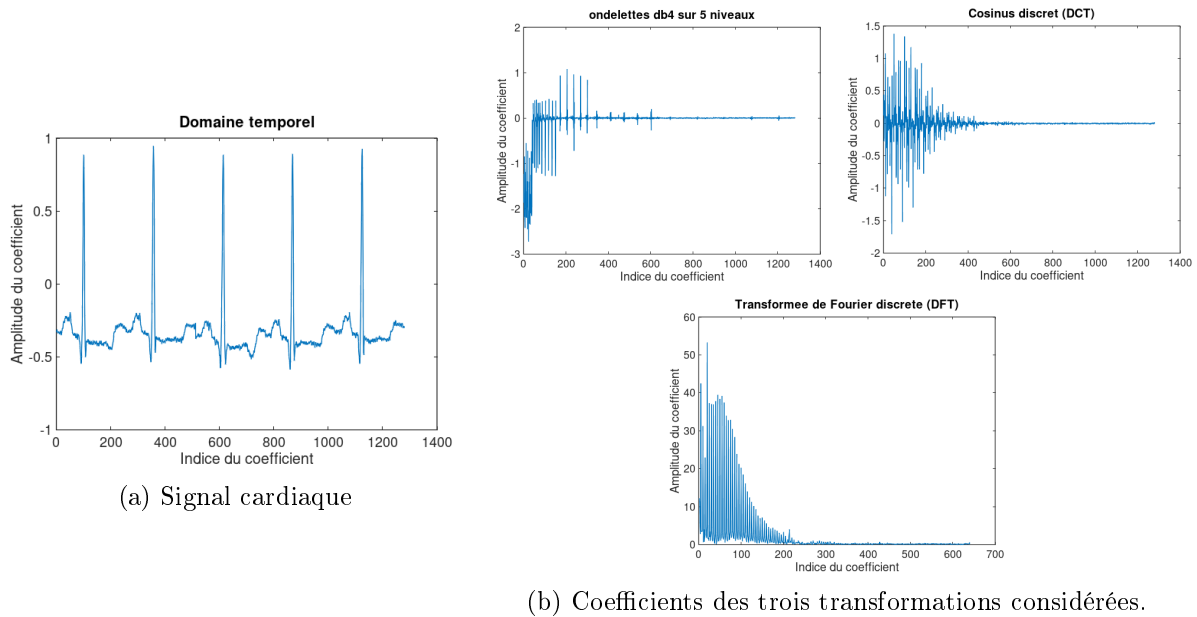 Domaine temporel
Amplitude du coefficient
1
0.5
0
-0.5
-1
0 200 400 600 800 1000 1200 1400
Indice du coefficient
(a) Signal cardiaque
ondelettes db4 sur 5 niveaux
Amplitude du coefficient
2
1
0
-1
-2
-3
0 200 400 600 800 1000 1200 1400
Indice du coefficient
Cosinus discret (DCT)
Amplitude du coefficient
1.5
1
0.5
0
-0.5
-1
-1.5
-2
0 200 400 600 800 1000 1200 1400
Indice du coefficient
Transformee de Fourier discrete (DFT)
Amplitude du coefficient
60
50
40
30
20
10
0
0 100 200 300 400 500 600 700
Indice du coefficient
(b) Coefficients des trois transformations considérées.